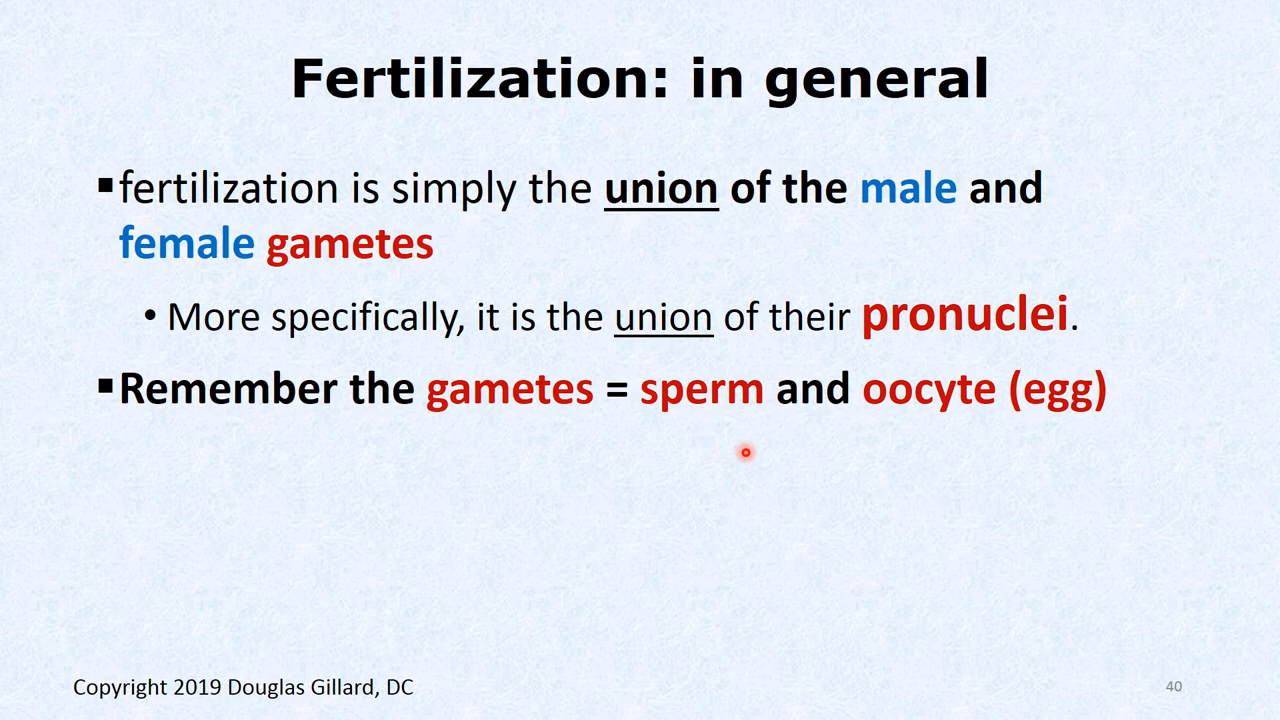 Fertilization: in general
▪fertilization is simply the union of the male and
female gametes
• More specifically, it is the union of their pronuclei.
▪Remember the gametes = sperm and oocyte (egg)
Copyright 2019 Douglas Gillard, DC
40